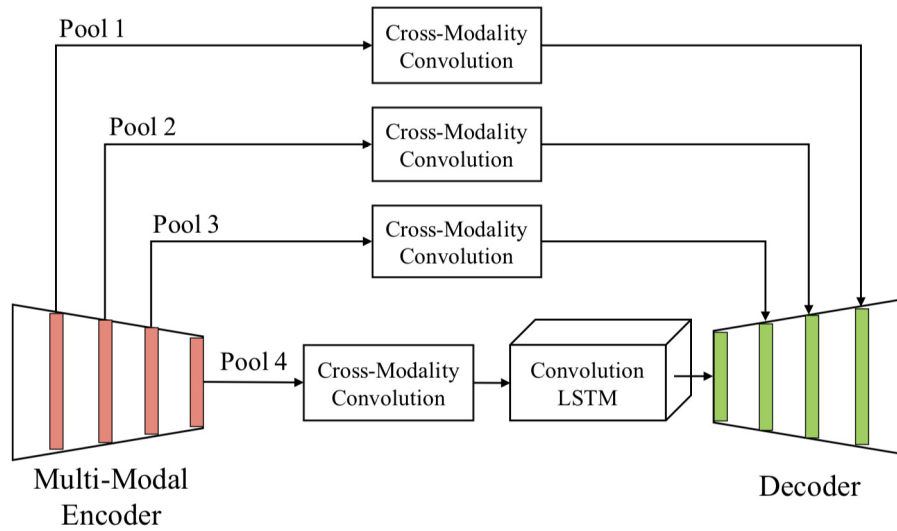 Pool 1
Cross-Modality
Convolution
Pool 2
Cross-Modality
Convolution
Pool 3
Cross-Modality
Convolution
Pool 4
Cross-Modality
Convolution
Convolution
LSTM
Multi-Modal
Encoder
Decoder